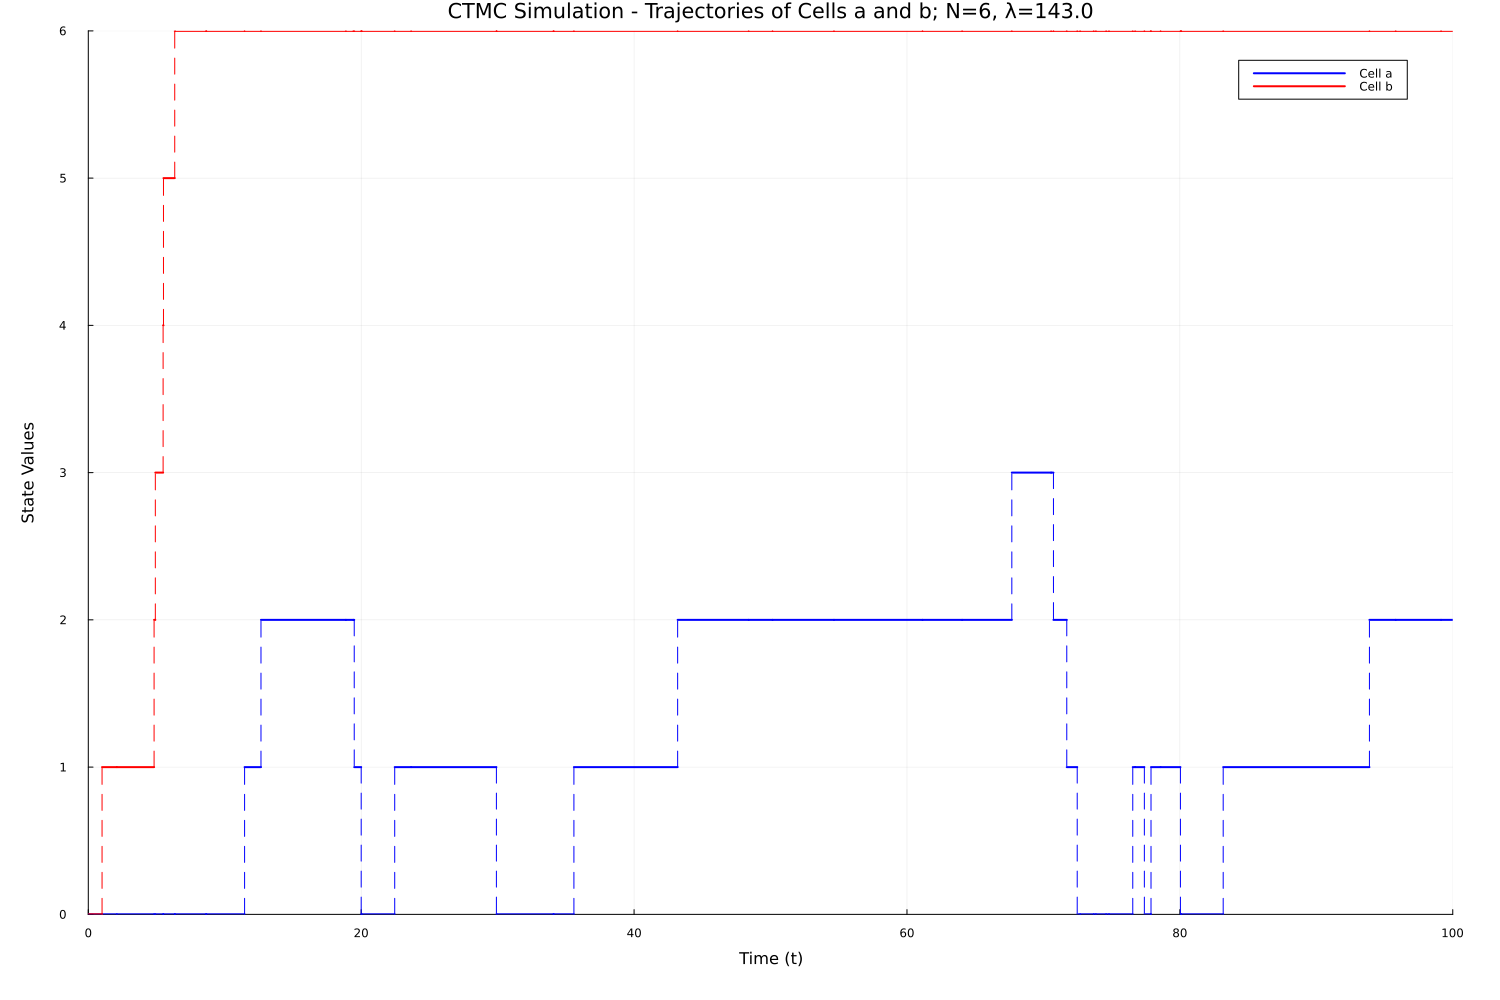 CTMC Simulation - Trajectories of Cells a and b; N=6, λ=143.0
6
Cell a
Cell b
5
4
State Values
3
2
1
0
0 20 40 60 80 100
Time (t)